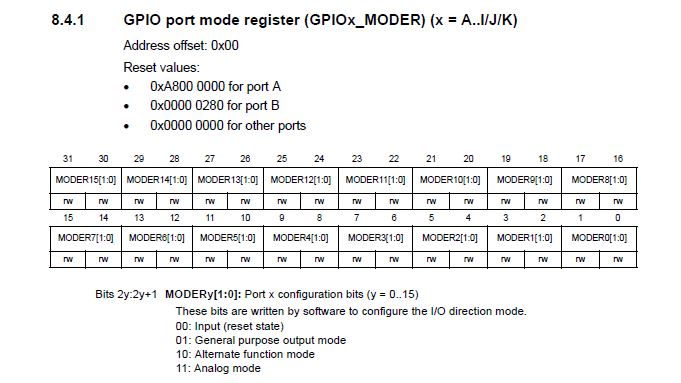 8.4.1 GPIO port mode register (GPIOx_MODER) (x = A..I/J/K)
Address offset: 0x00
Reset values:
• 0xA800 0000 for port A
• 0x0000 0280 for port B
• 0x0000 0000 for other ports
31 30 29 28 27 26 25 24 23 22 21 20 19 18 17 16
MODER15[1:0] MODER14[1:0] MODER13[1:0] MODER12[1:0] MODER11[1:0] MODER10[1:0] MODER9[1:0] MODER8[1:0]
rw rw rw rw rw rw rw rw rw rw rw rw rw rw rw rw
15 14 13 12 11 10 9 8 7 6 5 4 3 2 1 0
MODER7[1:0] MODER6[1:0] MODER5[1:0] MODER4[1:0] MODER3[1:0] MODER2[1:0] MODER1[1:0] MODER0[1:0]
rw rw rw rw rw rw rw rw rw rw rw rw rw rw rw rw
Bits 2y:2y+1 MODERy[1:0]: Port x configuration bits (y = 0..15)
These bits are written by software to configure the I/O direction mode.
00: Input (reset state)
01: General purpose output mode
10: Alternate function mode
11: Analog mode